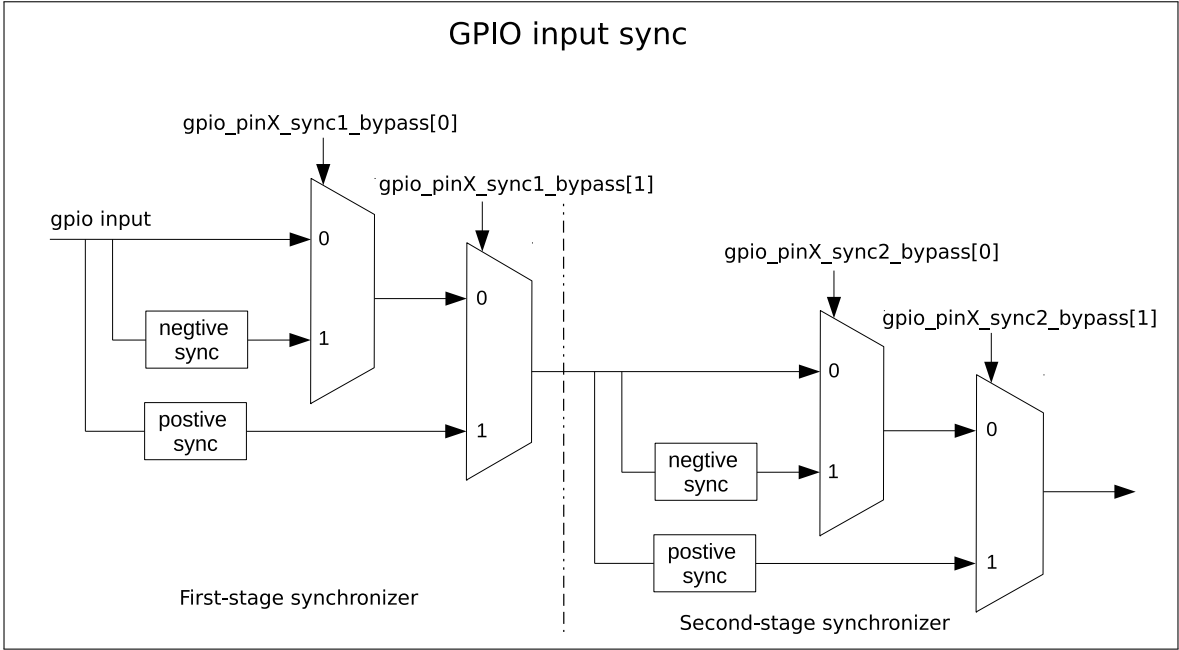 GPIO input sync
gpio_pinX_sync1_bypass[0]
gpio_pinX_sync1_bypass[1]
gpio input
0
negtive
sync
1
postive
sync
0
1
First-stage synchronizer
gpio_pinX_sync2_bypass[0]
gpio_pinX_sync2_bypass[1]
0
negtive
sync
1
postive
sync
0
1
Second-stage synchronizer